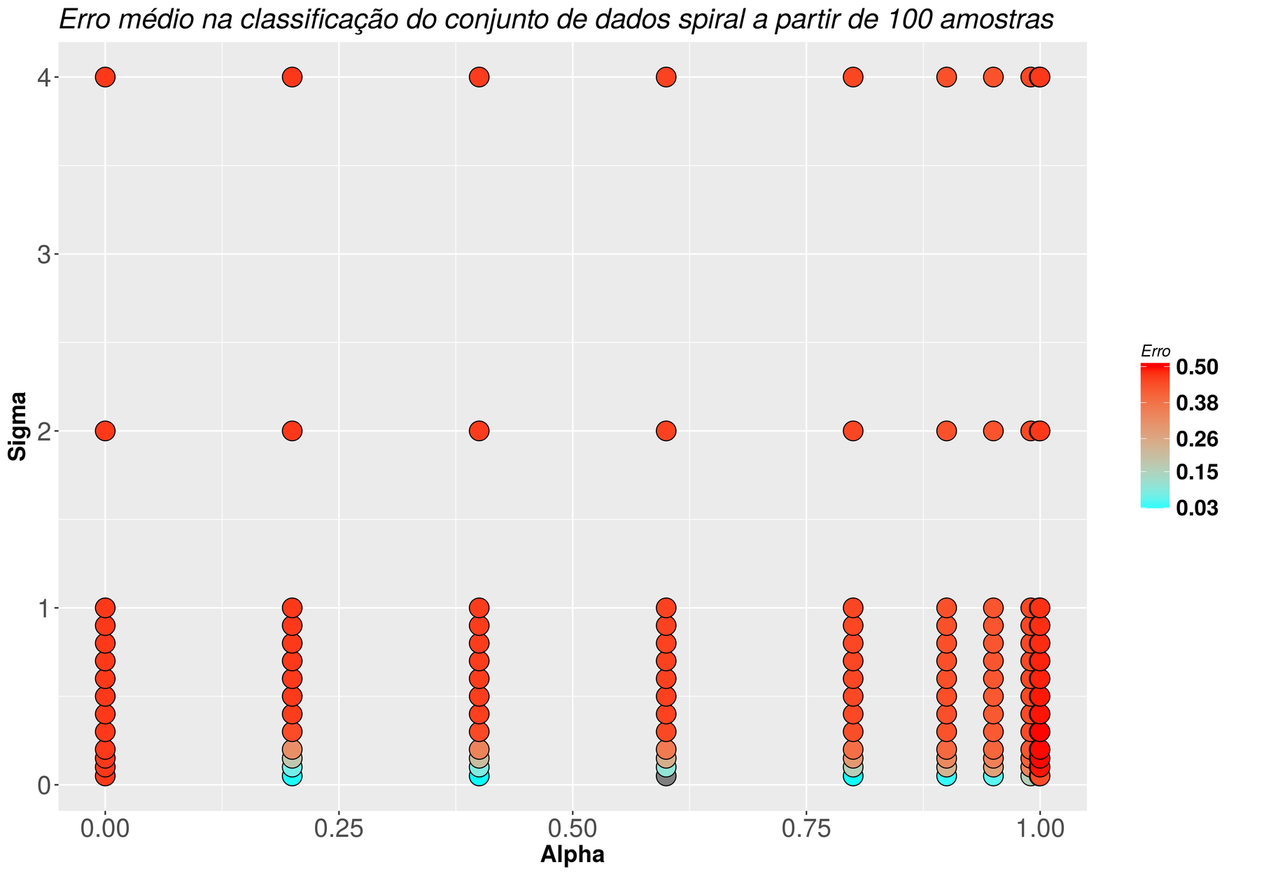 Erro médio na classificação do conjunto de dados spiral a partir de 100 amostras
4
3
2
1
0
Sigma
0.00 0.25 0.50 0.75 1.00
Alpha
Erro
0.50
0.38
0.26
0.15
0.03